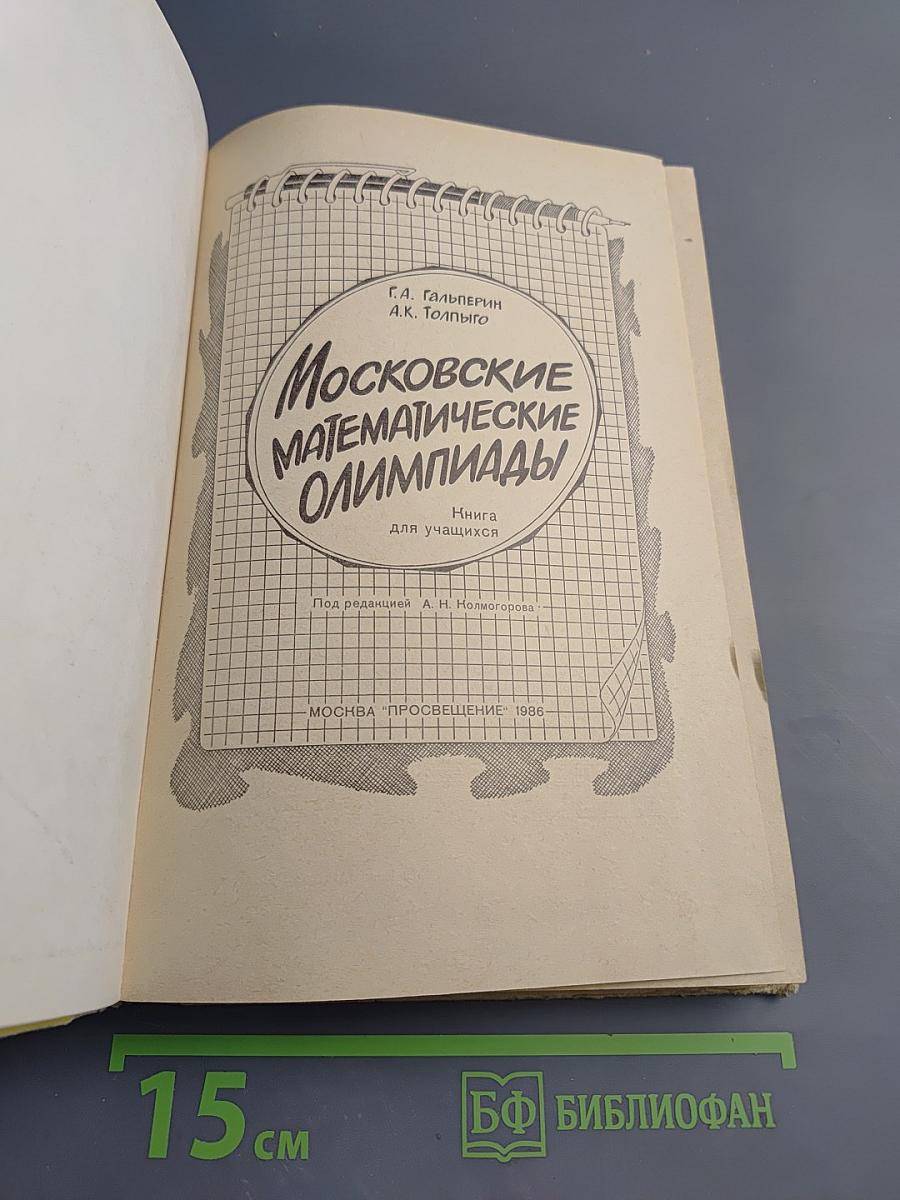 Г.А. Гальперин
А.К. Толпыго
Московские
математические
олимпиады
Книга
для учащихся
Под редакцией А. Н. Колмогорова
МОСКВА "ПРОСВЕЩЕНИЕ" 1986
15 см
БФ БИБЛИОФАН